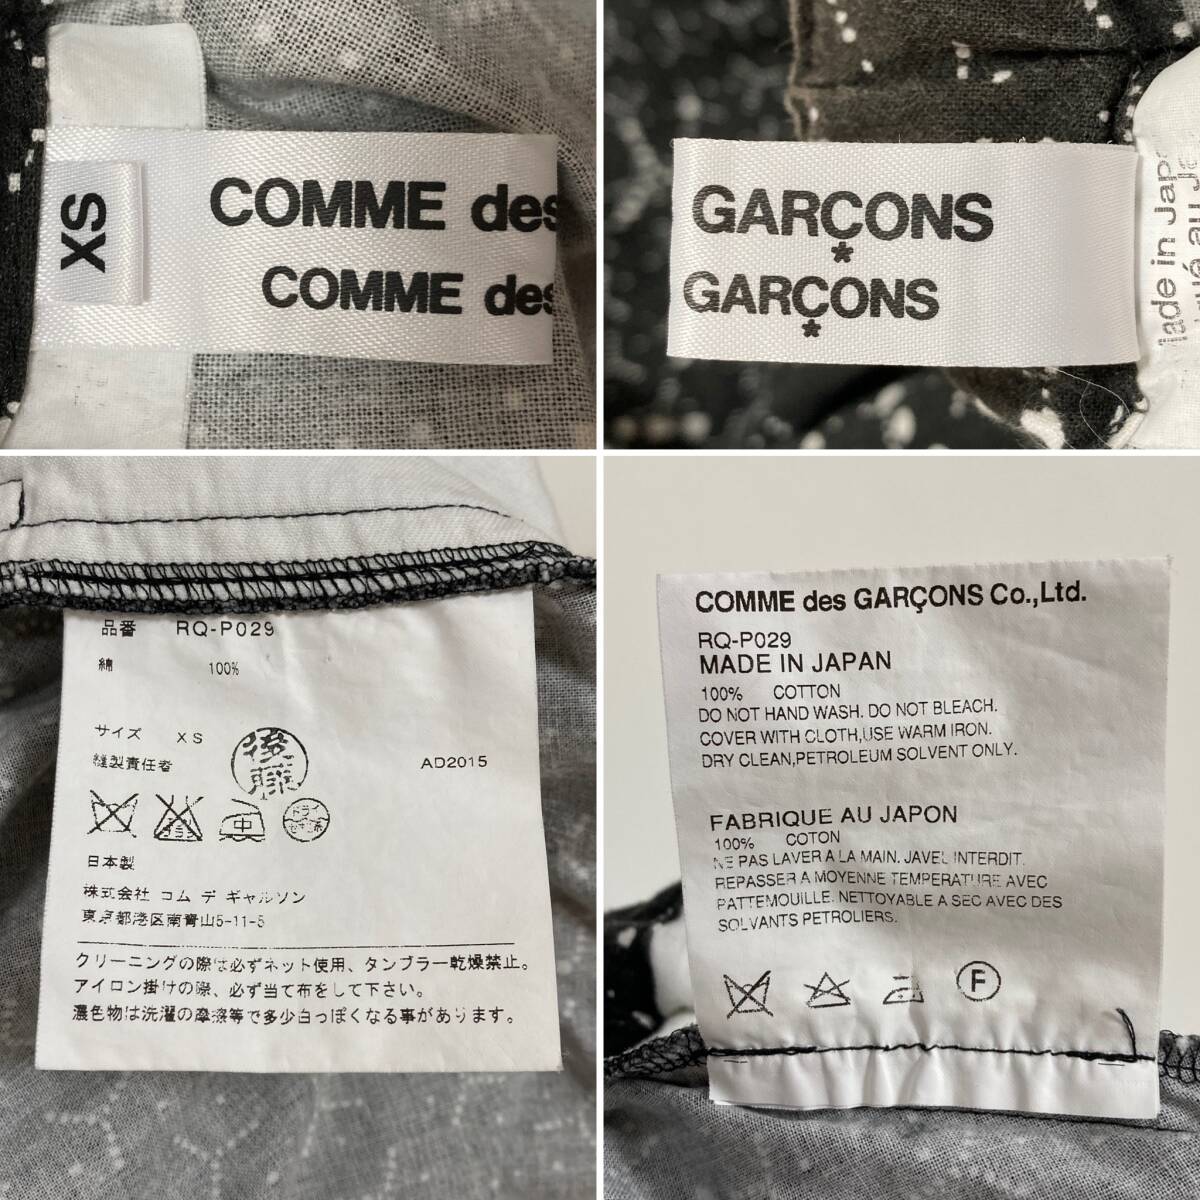 XS
COMME des
COMME des
GARÇONS
*
GARÇONS
*
Made in Jap
au J
品番 RQ-P029
綿 100%
サイズ XS
縫製責任者 後藤 AD2015
中 ドライ
日本製
株式会社 コム デ ギャルソン
東京都港区南青山5-11-5
クリーニングの際は必ずネット使用、タンブラー乾燥禁止。
アイロン掛けの際、必ず当て布をして下さい。
濃色物は洗濯の摩擦等で多少白っぽくなる事があります。
COMME des GARÇONS Co.,Ltd.
RQ-P029
MADE IN JAPAN
100% COTTON
DO NOT HAND WASH. DO NOT BLEACH.
COVER WITH CLOTH,USE WARM IRON.
DRY CLEAN,PETROLEUM SOLVENT ONLY.
FABRIQUE AU JAPON
100% COTON
NE PAS LAVER A LA MAIN. JAVEL INTERDIT.
REPASSER A MOYENNE TEMPERATURE AVEC
PATTEMOUILLE. NETTOYABLE A SEC AVEC DES
SOLVANTS PETROLIERS.
F